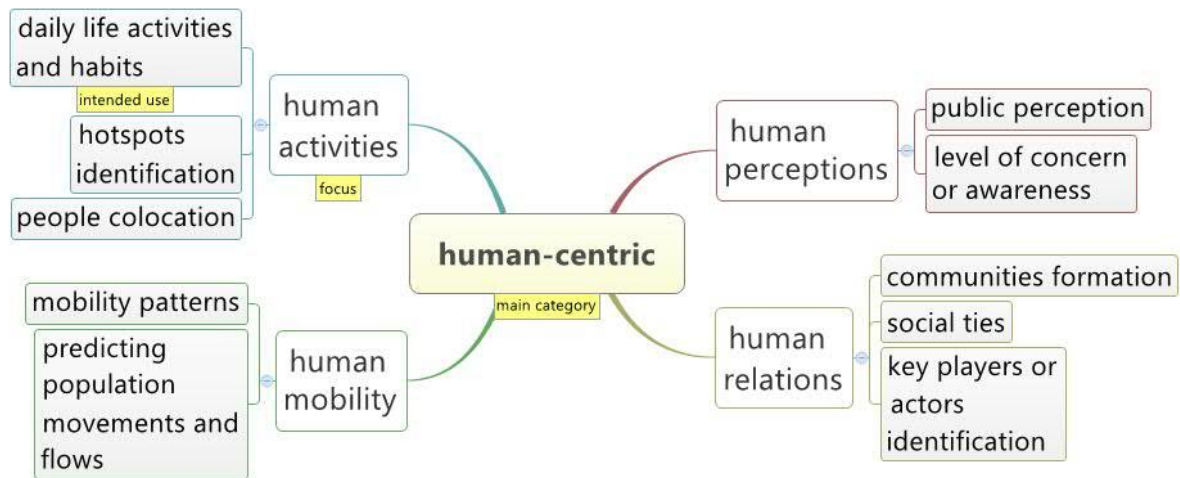 daily life activities
and habits
intended use
hotspots
identification
people colocation
human
activities
focus
mobility patterns
predicting
population
movements and
flows
human
mobility
human-centric
main category
human
perceptions
public perception
level of concern
or awareness
human
relations
communities formation
social ties
key players or
actors
identification